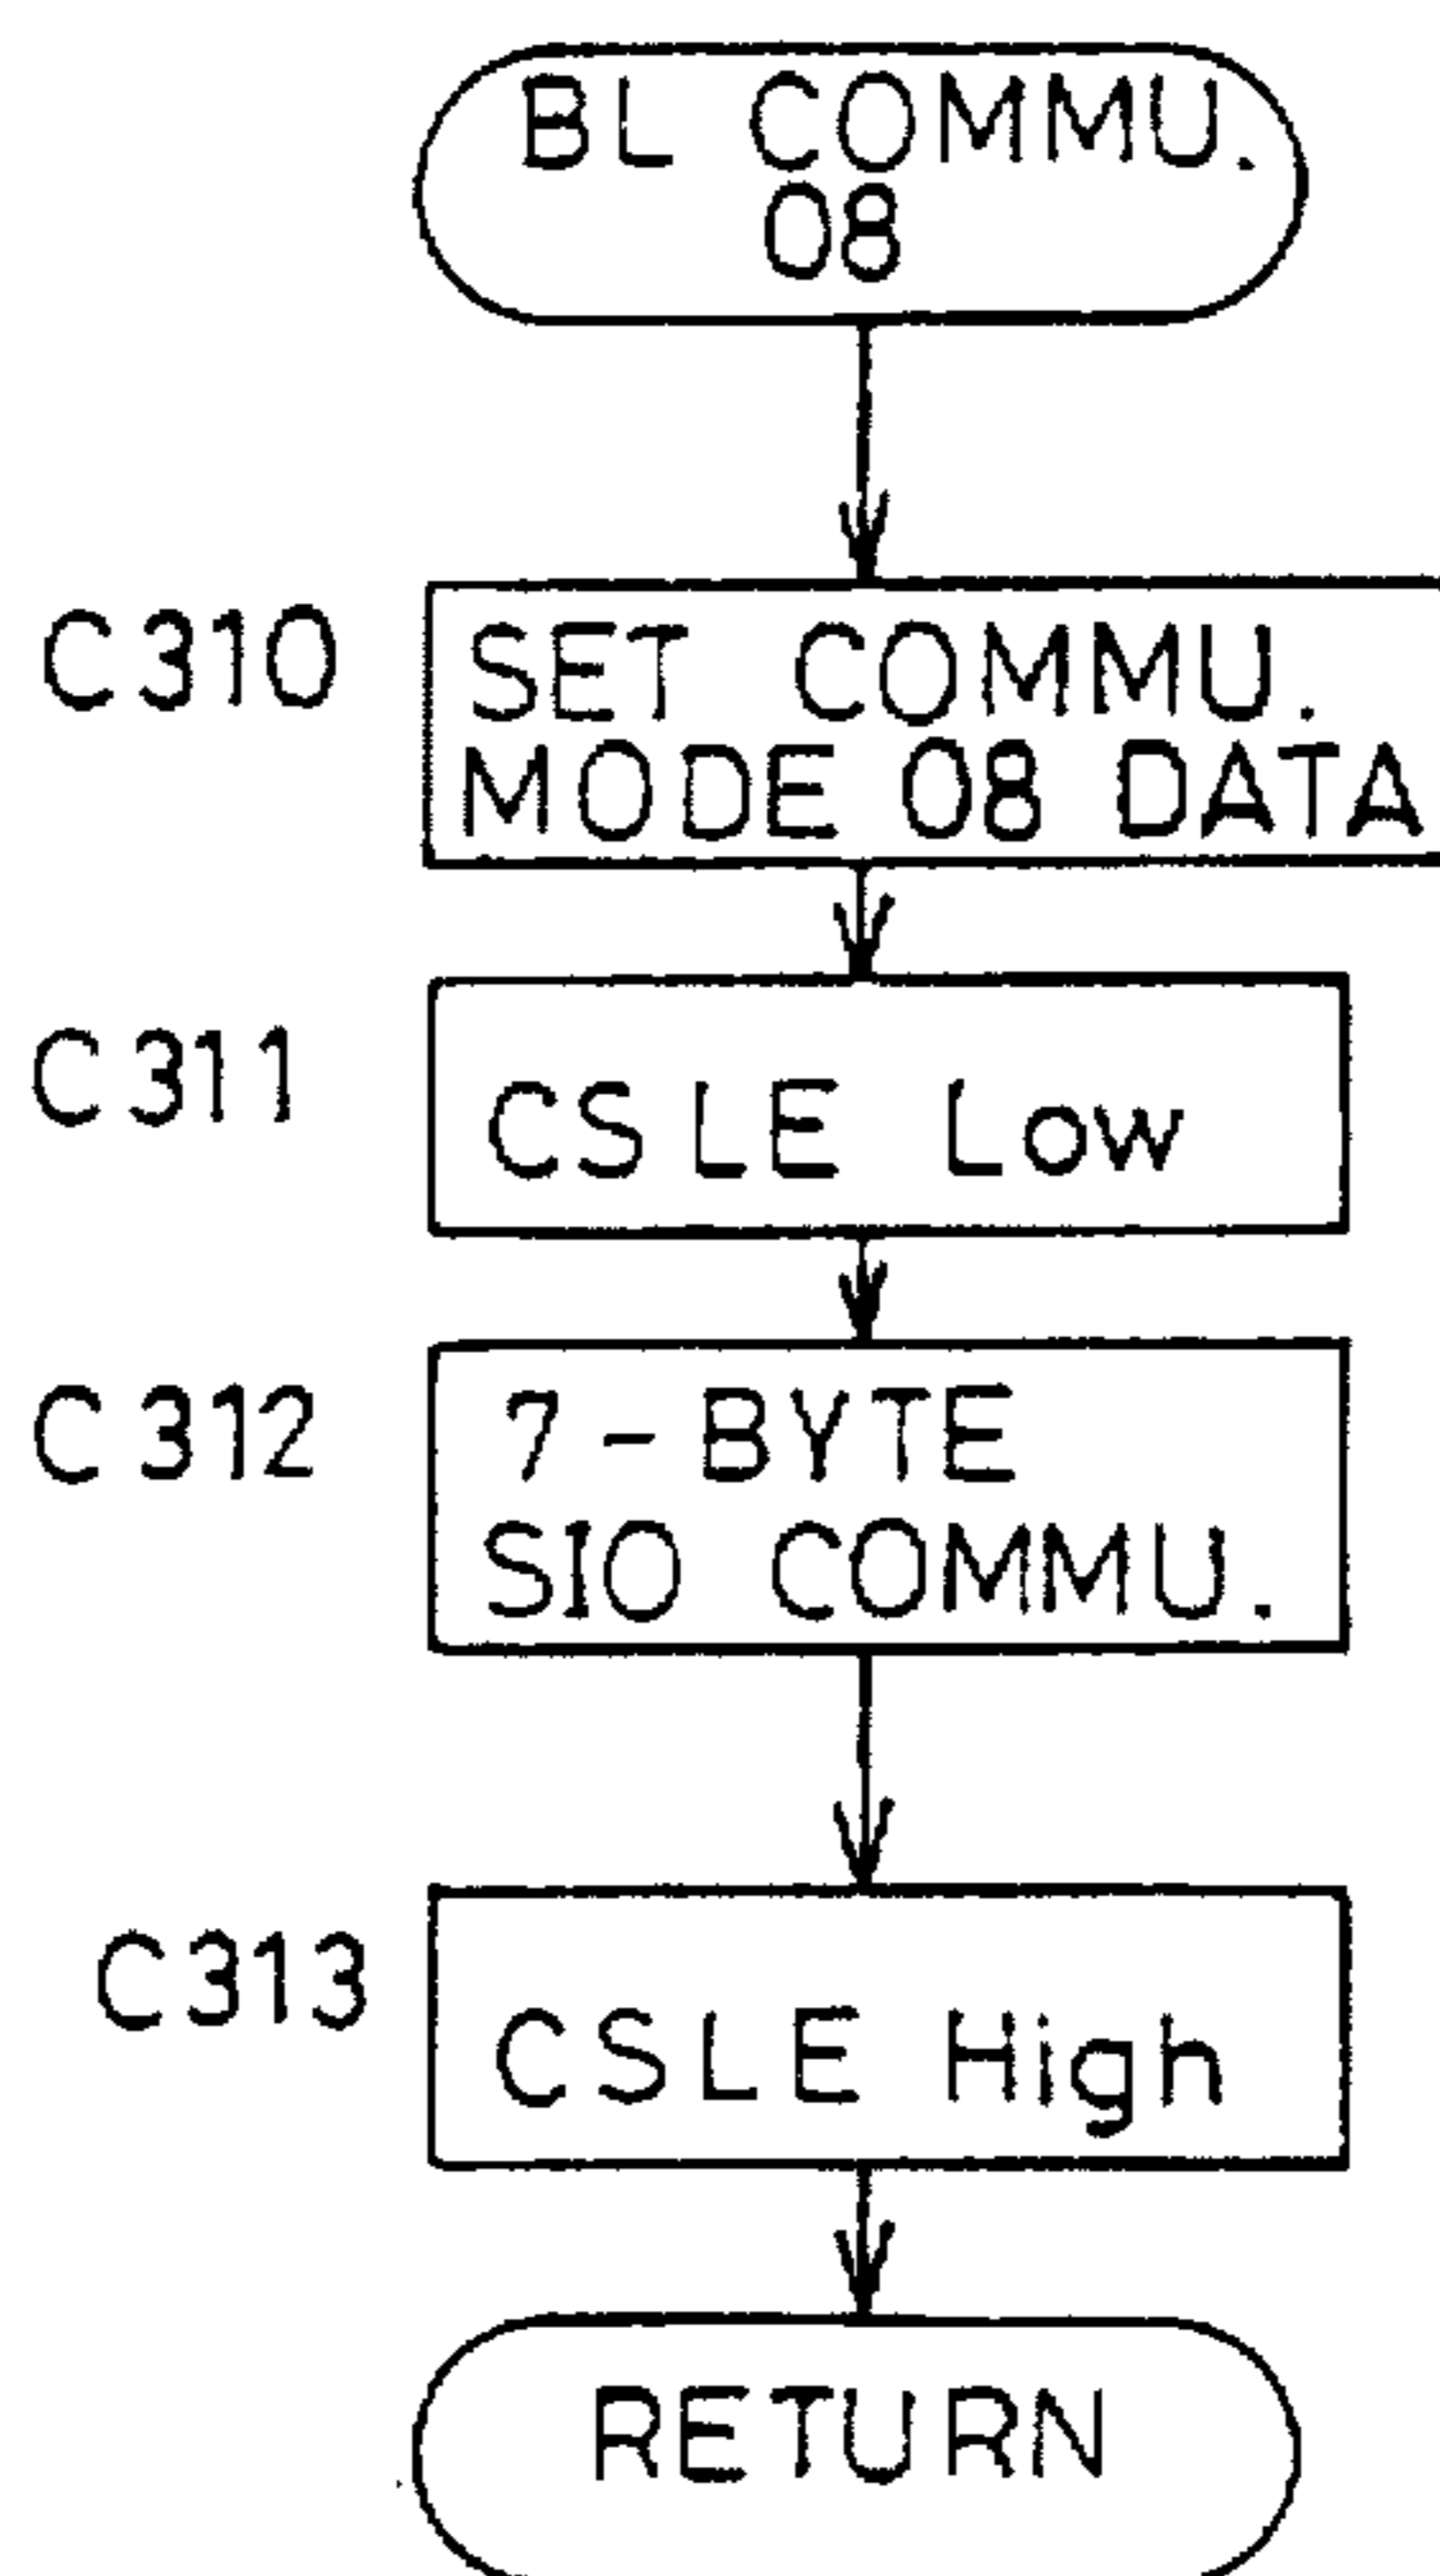 BL COMMU.
08
C310
SET COMMU.
MODE 08 DATA
C311
CSLE Low
C312
7-BYTE
SIO COMMU.
C313
CSLE High
RETURN